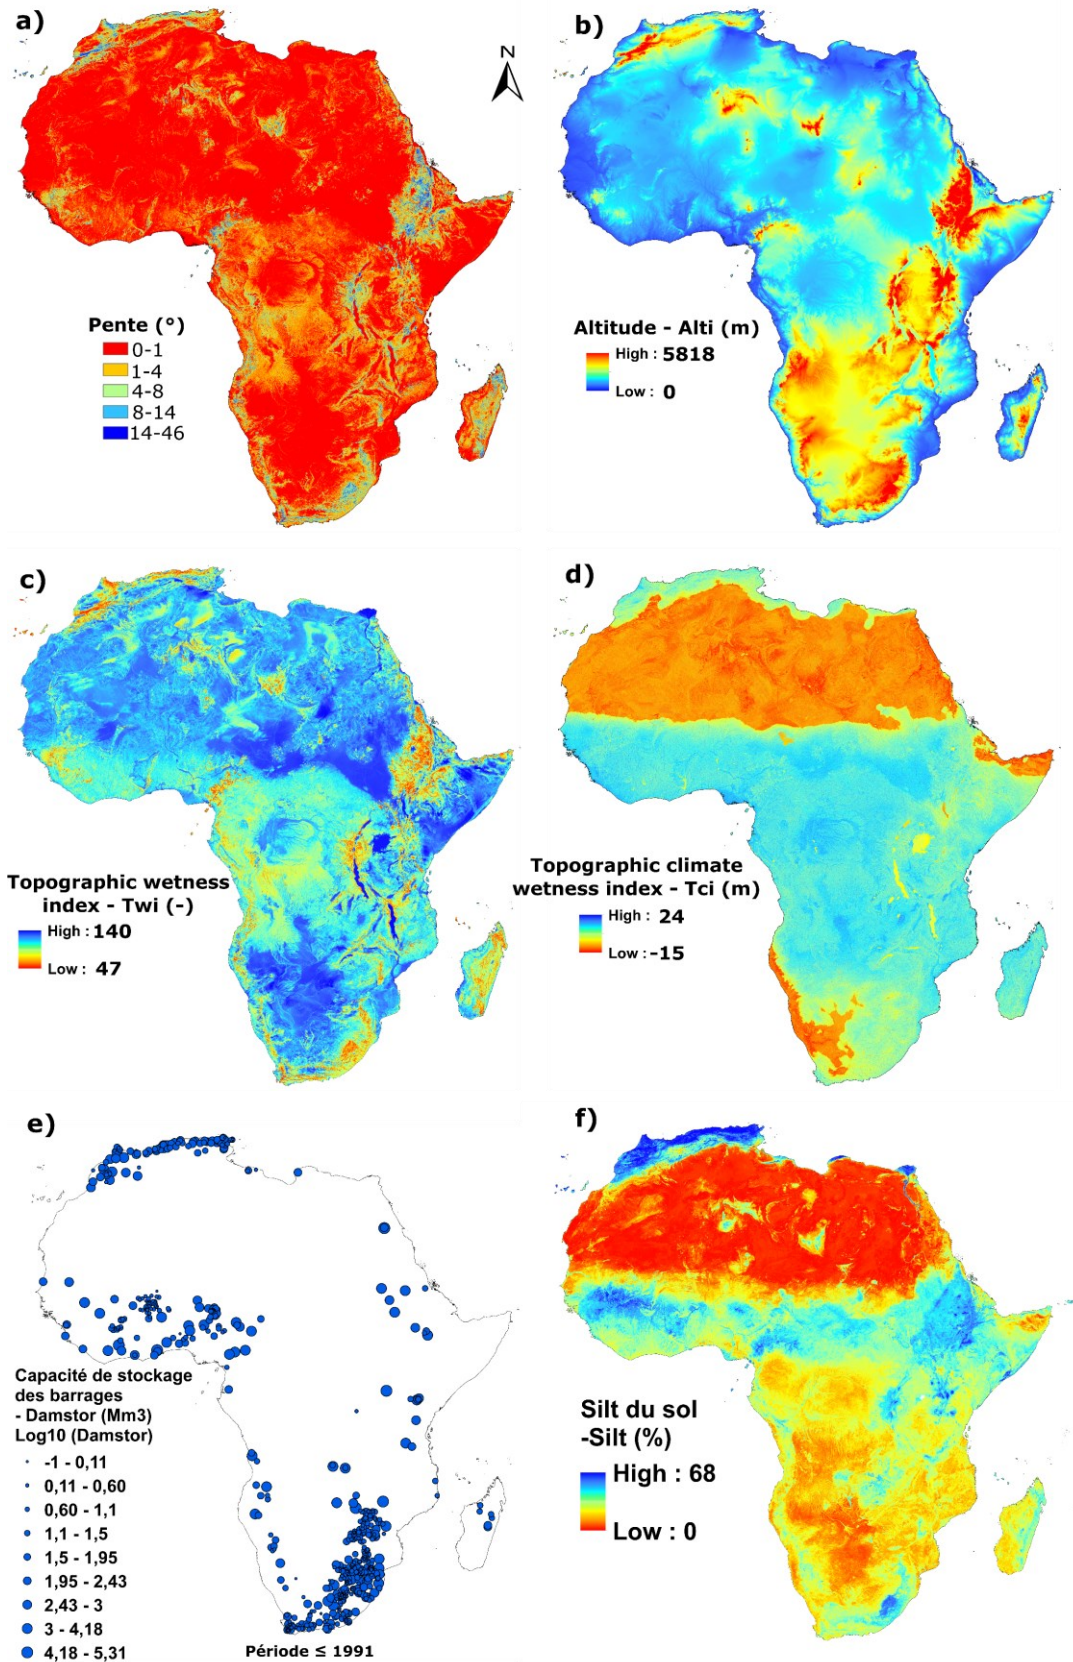 a)
N
Pente (°)
0-1
1-4
4-8
8-14
14-46
b)
Altitude - Alti (m)
High : 5818
Low : 0
c)
Topographic wetness
index - Twi (-)
High : 140
Low : 47
d)
Topographic climate
wetness index - Tci (m)
High : 24
Low : -15
e)
Capacité de stockage
des barrages
- Damstor (Mm3)
Log10 (Damstor)
-1 - 0,11
0,11 - 0,60
0,60 - 1,1
1,1 - 1,5
1,5 - 1,95
1,95 - 2,43
2,43 - 3
3 - 4,18
4,18 - 5,31
Période ≤ 1991
f)
Silt du sol
-Silt (%)
High : 68
Low : 0